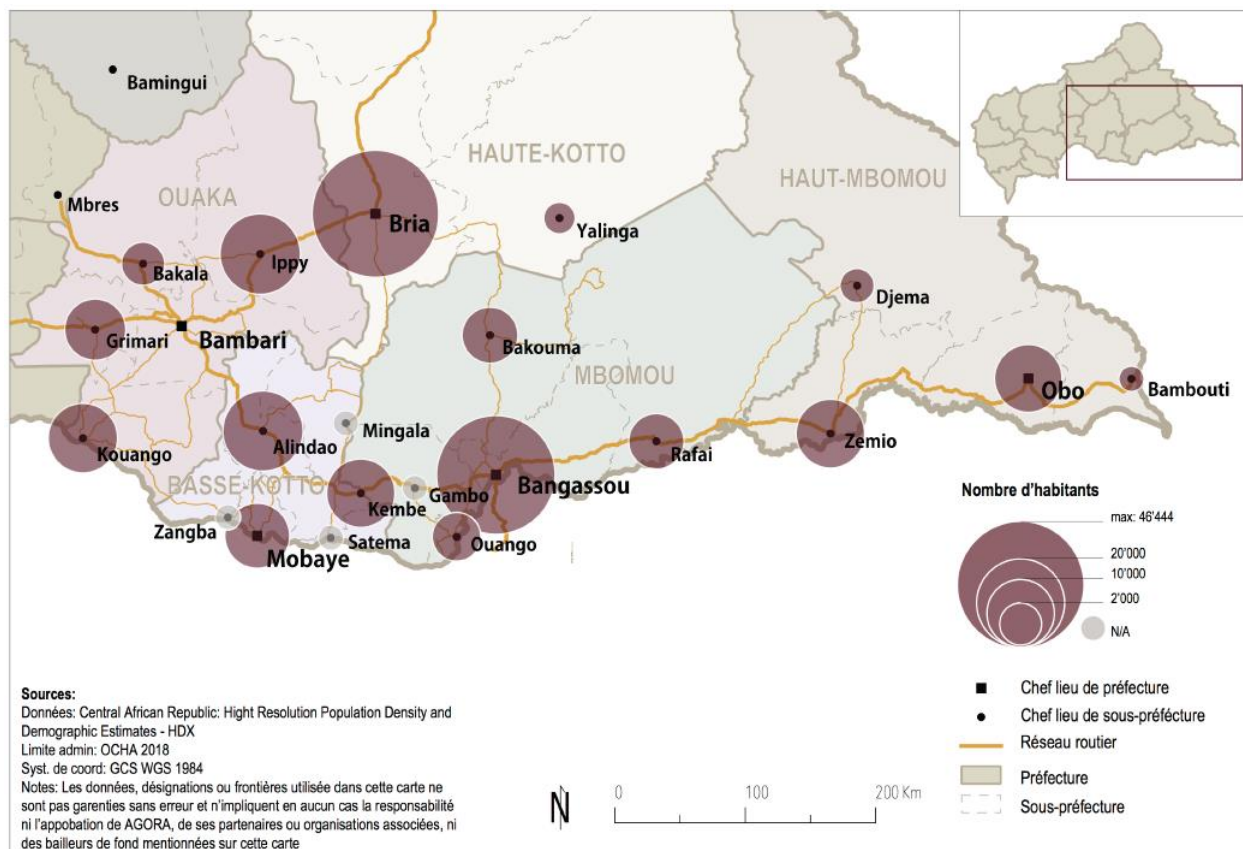 Bamingui
HAUTE-KOTTO
HAUT-MBOMOU
OUAKA
Mbres
Bria
Yalinga
Ippy
Bakala
Djema
Bambari
Grimari
Bakouma
MBOMOU
Obo
Bambouti
Mingala
Alindao
Kouango
Zemio
Rafai
BASSE-KOTTO
Gambo
Bangassou
Kembe
Zangba
Satema
Ouango
Mobaye
Nombre d'habitants
max: 46'444
20'000
10'000
2'000
N/A
Chef lieu de préfecture
Chef lieu de sous-préfécture
Réseau routier
Préfecture
Sous-préfecture
Sources:
Données: Central African Republic: Hight Resolution Population Density and
Demographic Estimates - HDX
Limite admin: OCHA 2018
Syst. de coord: GCS WGS 1984
Notes: Les données, désignations ou frontières utilisée dans cette carte ne
sont pas garenties sans erreur et n'impliquent en aucun cas la responsabilité
ni l'appobation de AGORA, de ses partenaires ou organisations associées, ni
des bailleurs de fond mentionnées sur cette carte
N
0 100 200 Km